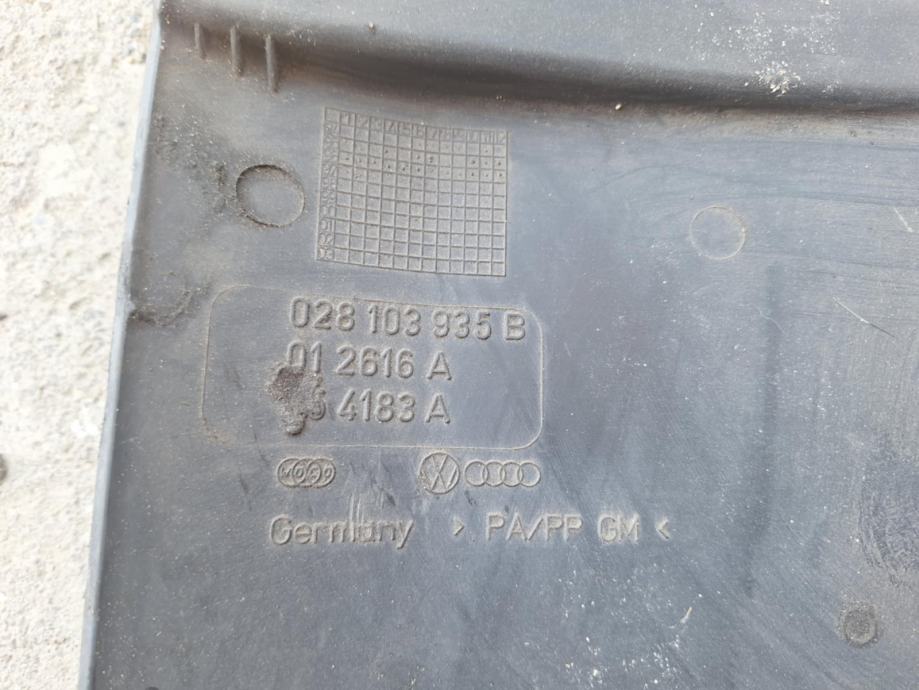 028 103 935 B
01 2616 A
4183 A
Germany > PA/PP GM <